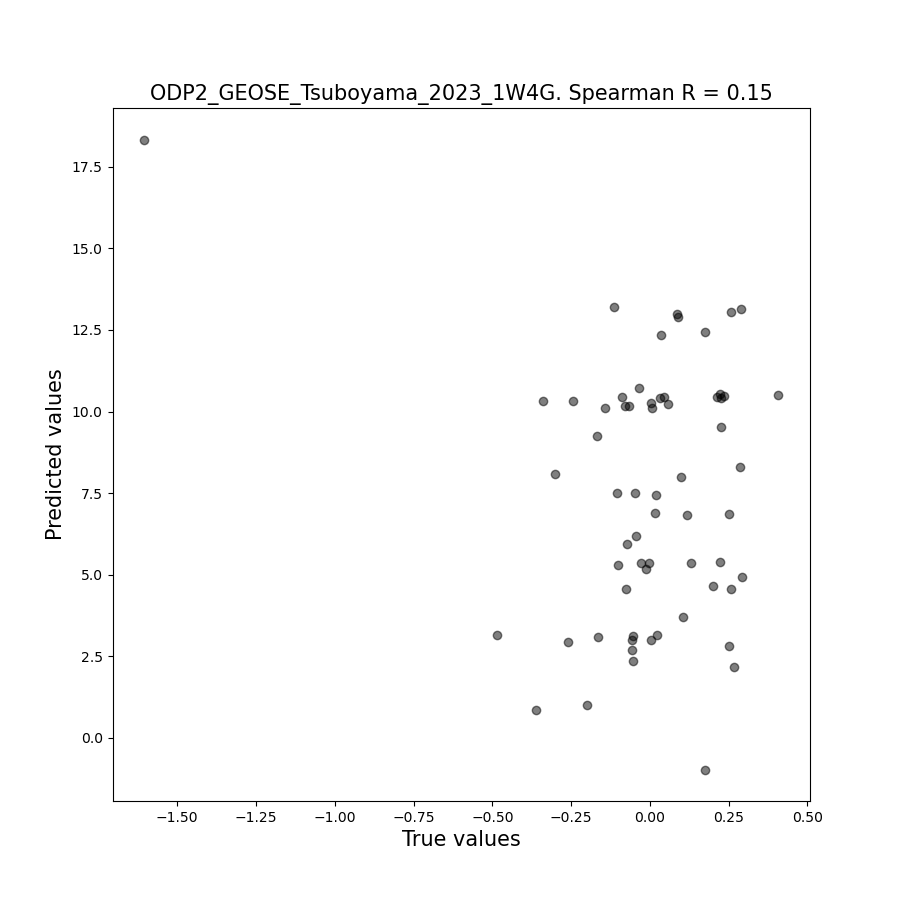 ODP2_GEOSE_Tsuboyama_2023_1W4G. Spearman R = 0.15
17.5
15.0
12.5
10.0
7.5
5.0
2.5
0.0
Predicted values
−1.50 −1.25 −1.00 −0.75 −0.50 −0.25 0.00 0.25 0.50
True values